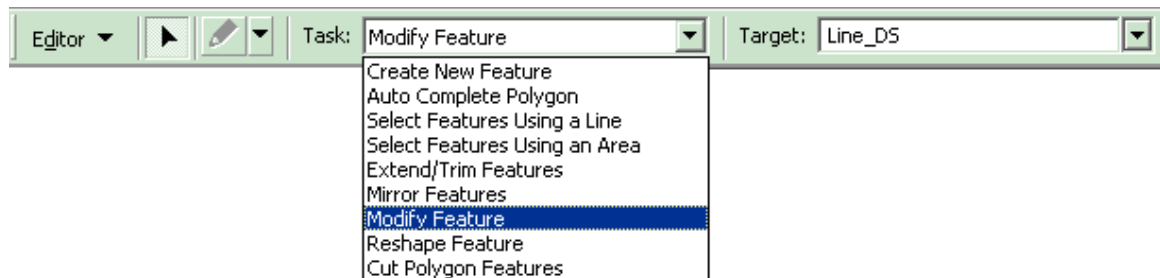 Editor Task: Modify Feature Target: Line_DS
Create New Feature
Auto Complete Polygon
Select Features Using a Line
Select Features Using an Area
Extend/Trim Features
Mirror Features
Modify Feature
Reshape Feature
Cut Polygon Features